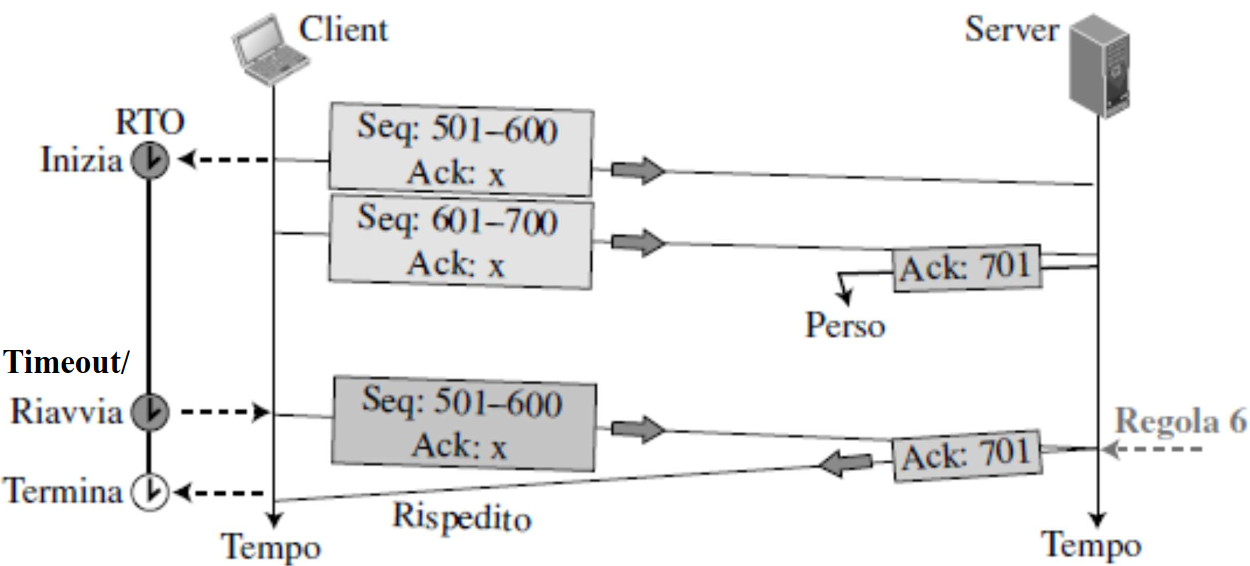 Client
Server
RTO
Inizia
Seq: 501–600
Ack: x
Seq: 601–700
Ack: x
Ack: 701
Perso
Timeout/
Riavvia
Seq: 501–600
Ack: x
Regola 6
Ack: 701
Termina
Rispedito
Tempo
Tempo